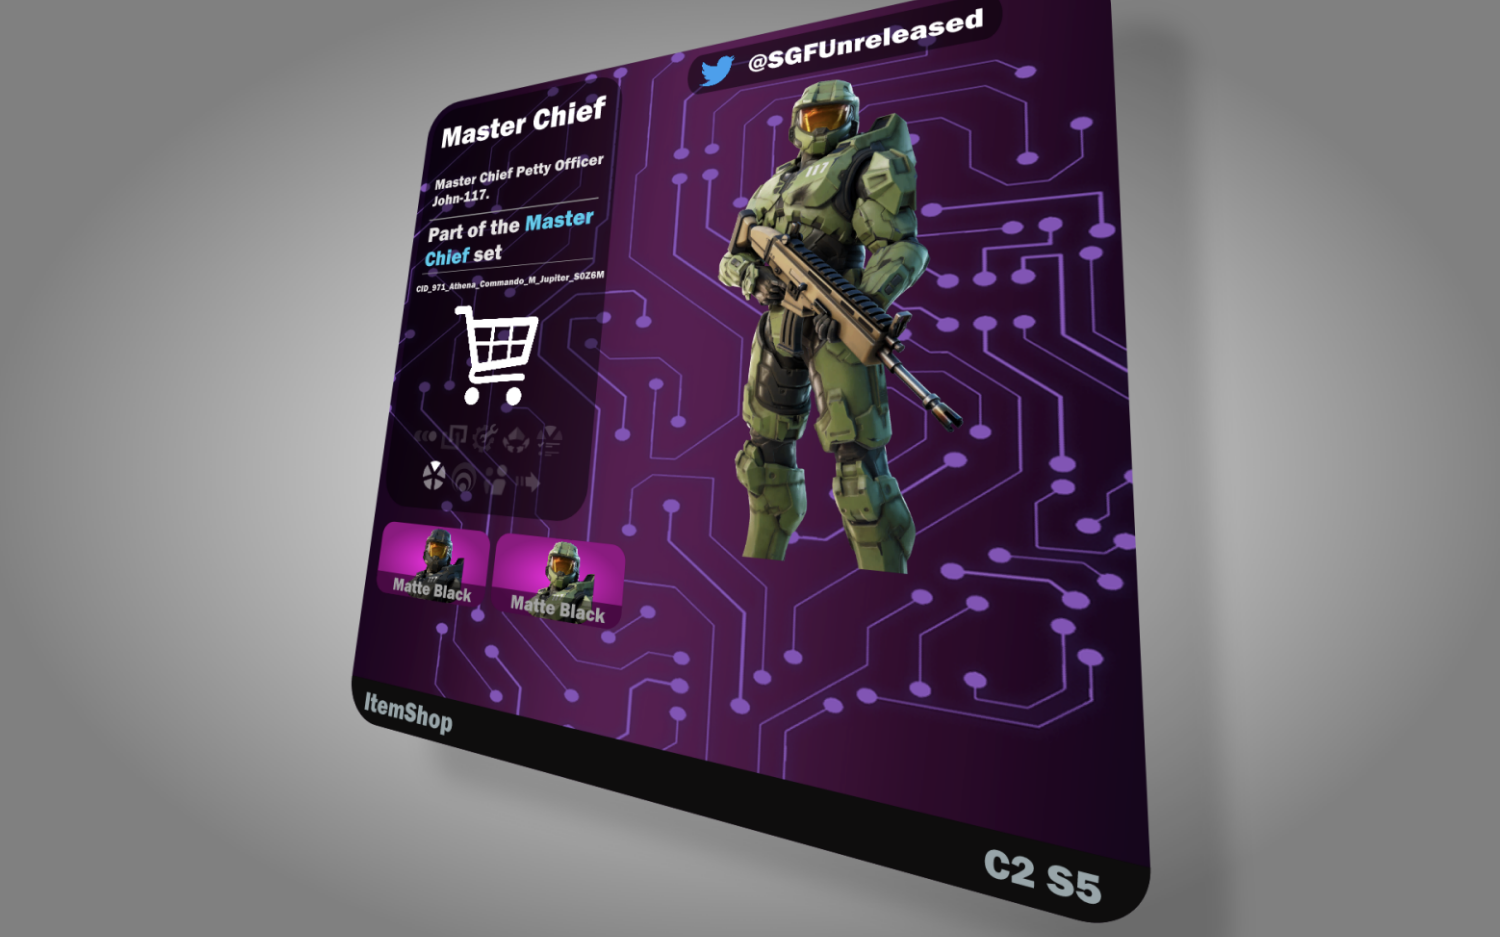 @SGFUnreleased
Master Chief
Master Chief Petty Officer
John-117.
Part of the Master
Chief set
CID_971_Athena_Commando_M_Jupiter_S0Z6M
117
Matte Black
Matte Black
ItemShop
C2 S5